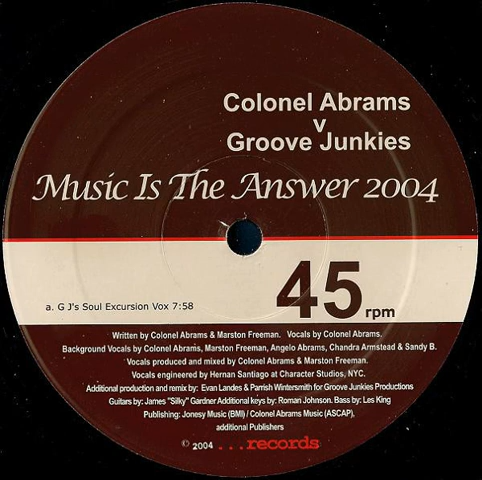 Colonel Abrams
v
Groove Junkies
Music Is The Answer 2004
45 rpm
a. G J's Soul Excursion Vox 7:58
Written by Colonel Abrams & Marston Freeman. Vocals by Colonel Abrams.
Background Vocals by Colonel Abrams, Marston Freeman, Angelo Abrams, Chandra Armstead & Sandy B.
Vocals produced and mixed by Colonel Abrams & Marston Freeman.
Vocals engineered by Hernan Santiago at Character Studios, NYC.
Additional production and remix by: Evan Landes & Parrish Wintersmith for Groove Junkies Productions
Guitars by: James "Silky" Gardner Additional keys by: Roman Johnson. Bass by: Les King
Publishing: Jonesy Music (BMI) / Colonel Abrams Music (ASCAP),
additional Publishers
© 2004 ...records